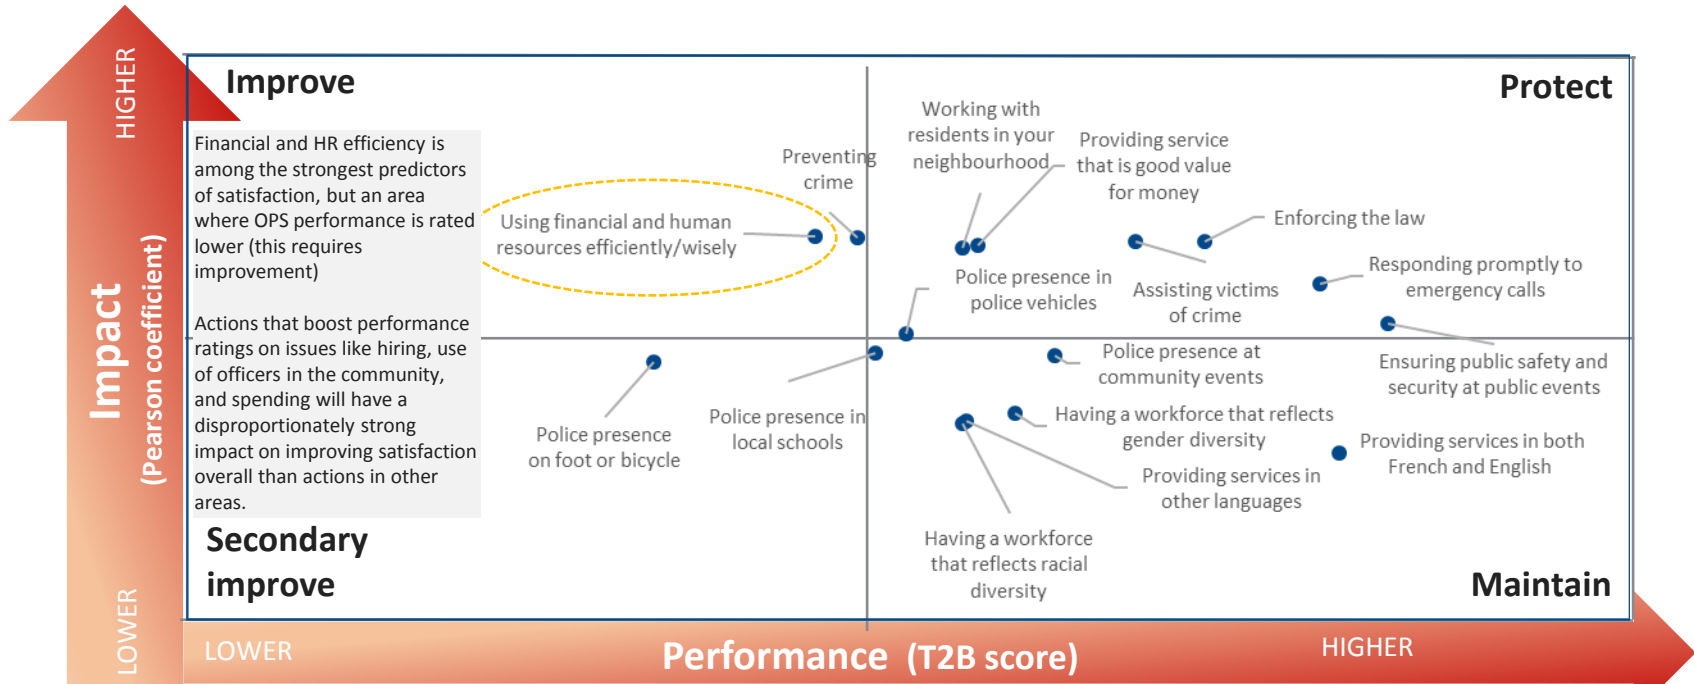 HIGHER
Impact
(Pearson coefficient)
LOWER
Improve
Protect
Financial and HR efficiency is
among the strongest predictors
of satisfaction, but an area
where OPS performance is rated
lower (this requires
improvement)
Actions that boost performance
ratings on issues like hiring, use
of officers in the community,
and spending will have a
disproportionately strong
impact on improving satisfaction
overall than actions in other
areas.
Using financial and human
resources efficiently/wisely
Preventing
crime
Working with
residents in your
neighbourhood
Providing service
that is good value
for money
Enforcing the law
Assisting victims
of crime
Responding promptly to
emergency calls
Police presence in
police vehicles
Ensuring public safety and
security at public events
Police presence
on foot or bicycle
Police presence in
local schools
Police presence at
community events
Having a workforce that reflects
gender diversity
Providing services in both
French and English
Providing services in
other languages
Having a workforce
that reflects racial
diversity
Secondary
improve
Maintain
LOWER
Performance (T2B score)
HIGHER